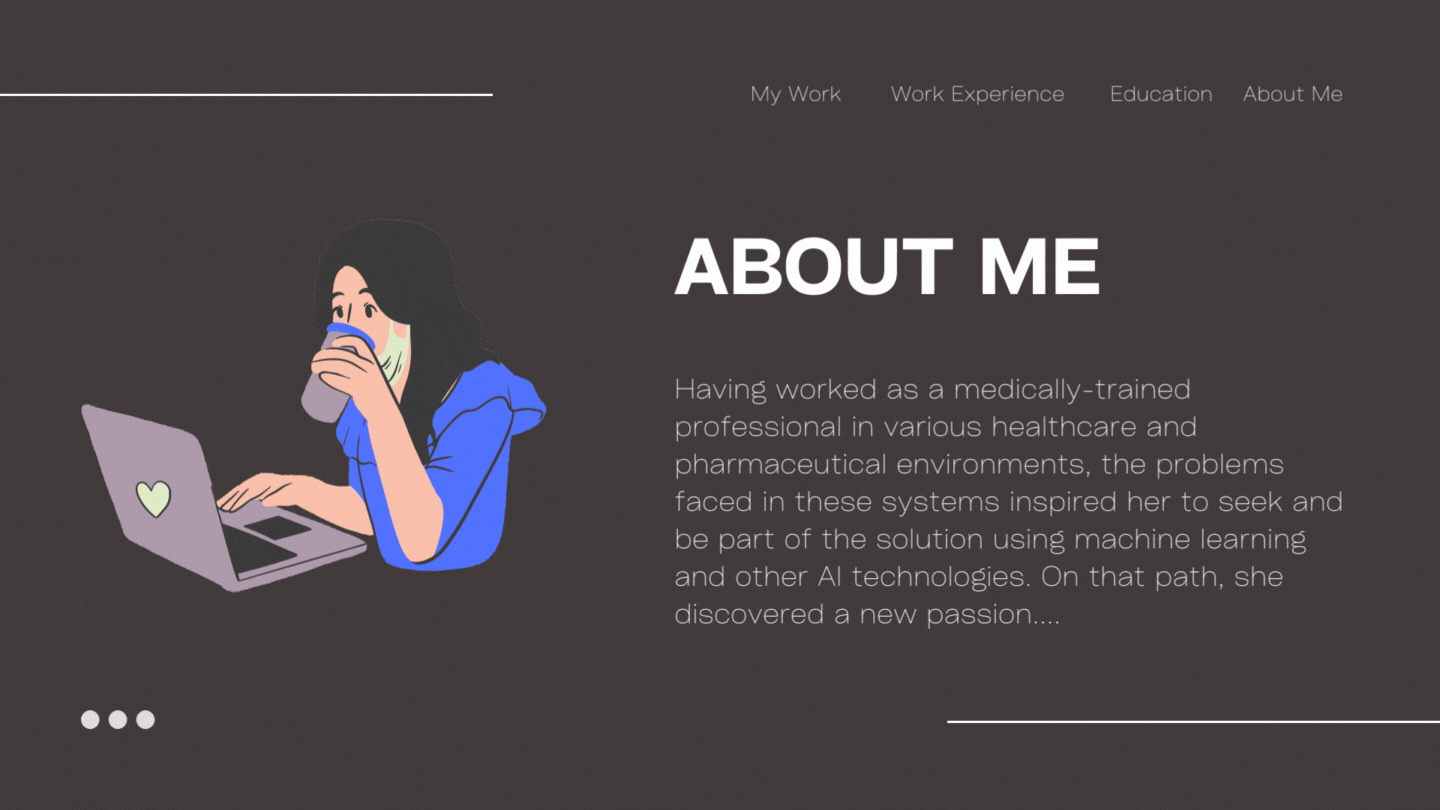 My Work Work Experience Education About Me
ABOUT ME
Having worked as a medically-trained
professional in various healthcare and
pharmaceutical environments, the problems
faced in these systems inspired her to seek and
be part of the solution using machine learning
and other AI technologies. On that path, she
discovered a new passion....